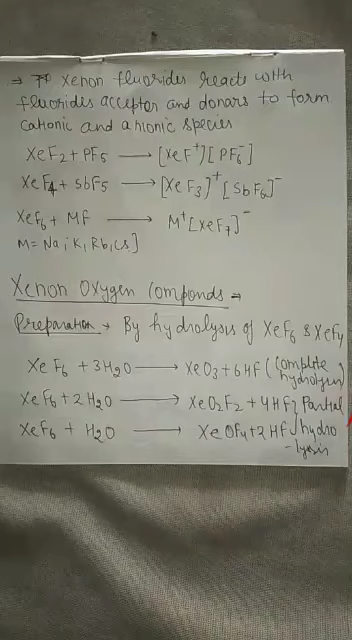 → Xenon fluorides reacts with
fluorides acceptor and donars to form
cationic and anionic species
XeF₂ + PF₅ ⟶ [XeF⁺][PF₆⁻]
XeF₄ + SbF₅ ⟶ [XeF₃]⁺[SbF₆]⁻
XeF₆ + MF ⟶ M⁺[XeF₇]⁻
M = Na, K, Rb, Cs]
Xenon Oxygen Componds →
Preparation → By hydrolysis of XeF₆ & XeF₄
XeF₆ + 3H₂O ⟶ XeO₃ + 6HF (Complete hydrolysis)
XeF₆ + 2H₂O ⟶ XeO₂F₂ + 4HF } Partial
XeF₆ + H₂O ⟶ XeOF₄ + 2HF } hydro
-lysis